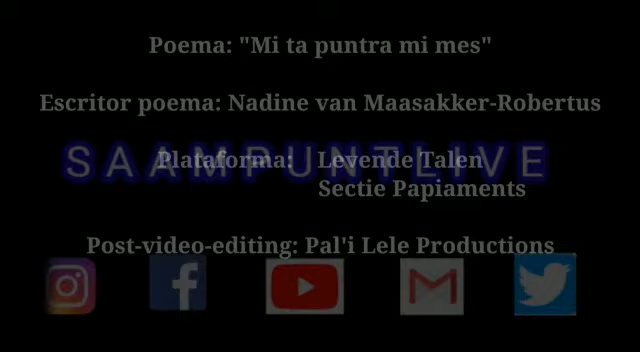 Poema: "Mi ta puntra mi mes"
Escritor poema: Nadine van Maasakker-Robertus
SAAMPUNTLIVE
Plataforma: Levende Talen
Sectie Papiaments
Post-video-editing: Pal'i Lele Productions